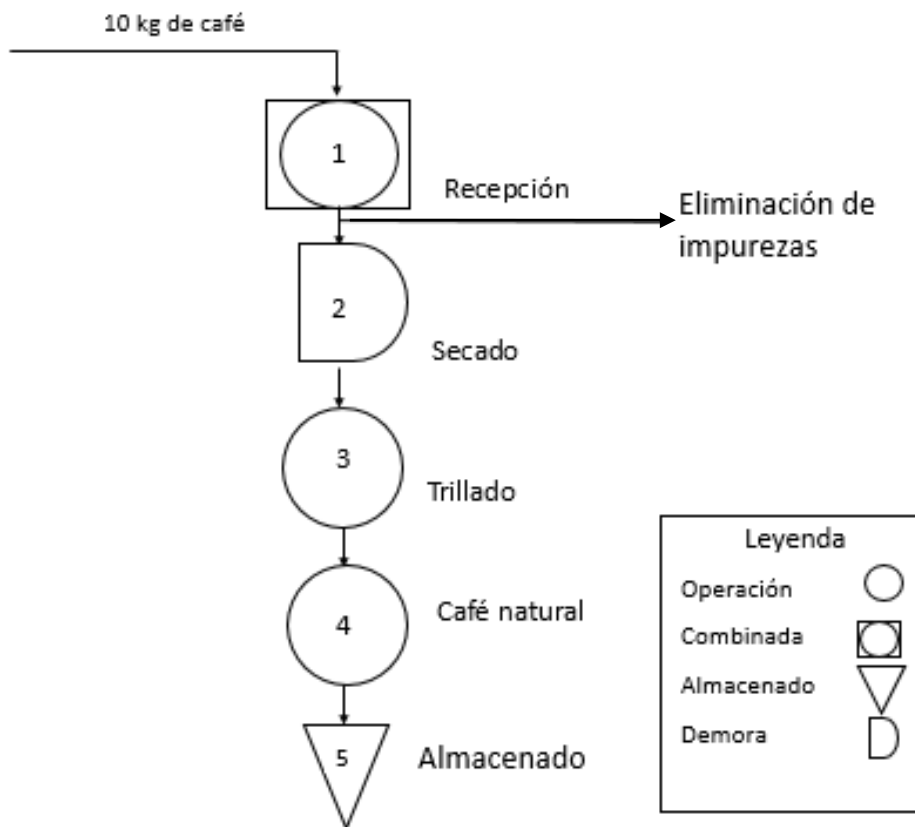 10 kg de café
1
Recepción
Eliminación de
impurezas
2
Secado
3
Trillado
4
Café natural
5
Almacenado
Leyenda
Operación
Combinada
Almacenado
Demora